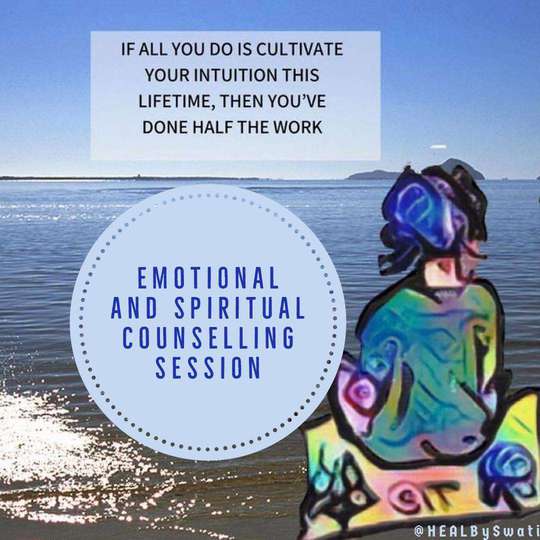 IF ALL YOU DO IS CULTIVATE
YOUR INTUITION THIS
LIFETIME, THEN YOU'VE
DONE HALF THE WORK
EMOTIONAL
AND SPIRITUAL
COUNSELLING
SESSION
@HEALBySwati